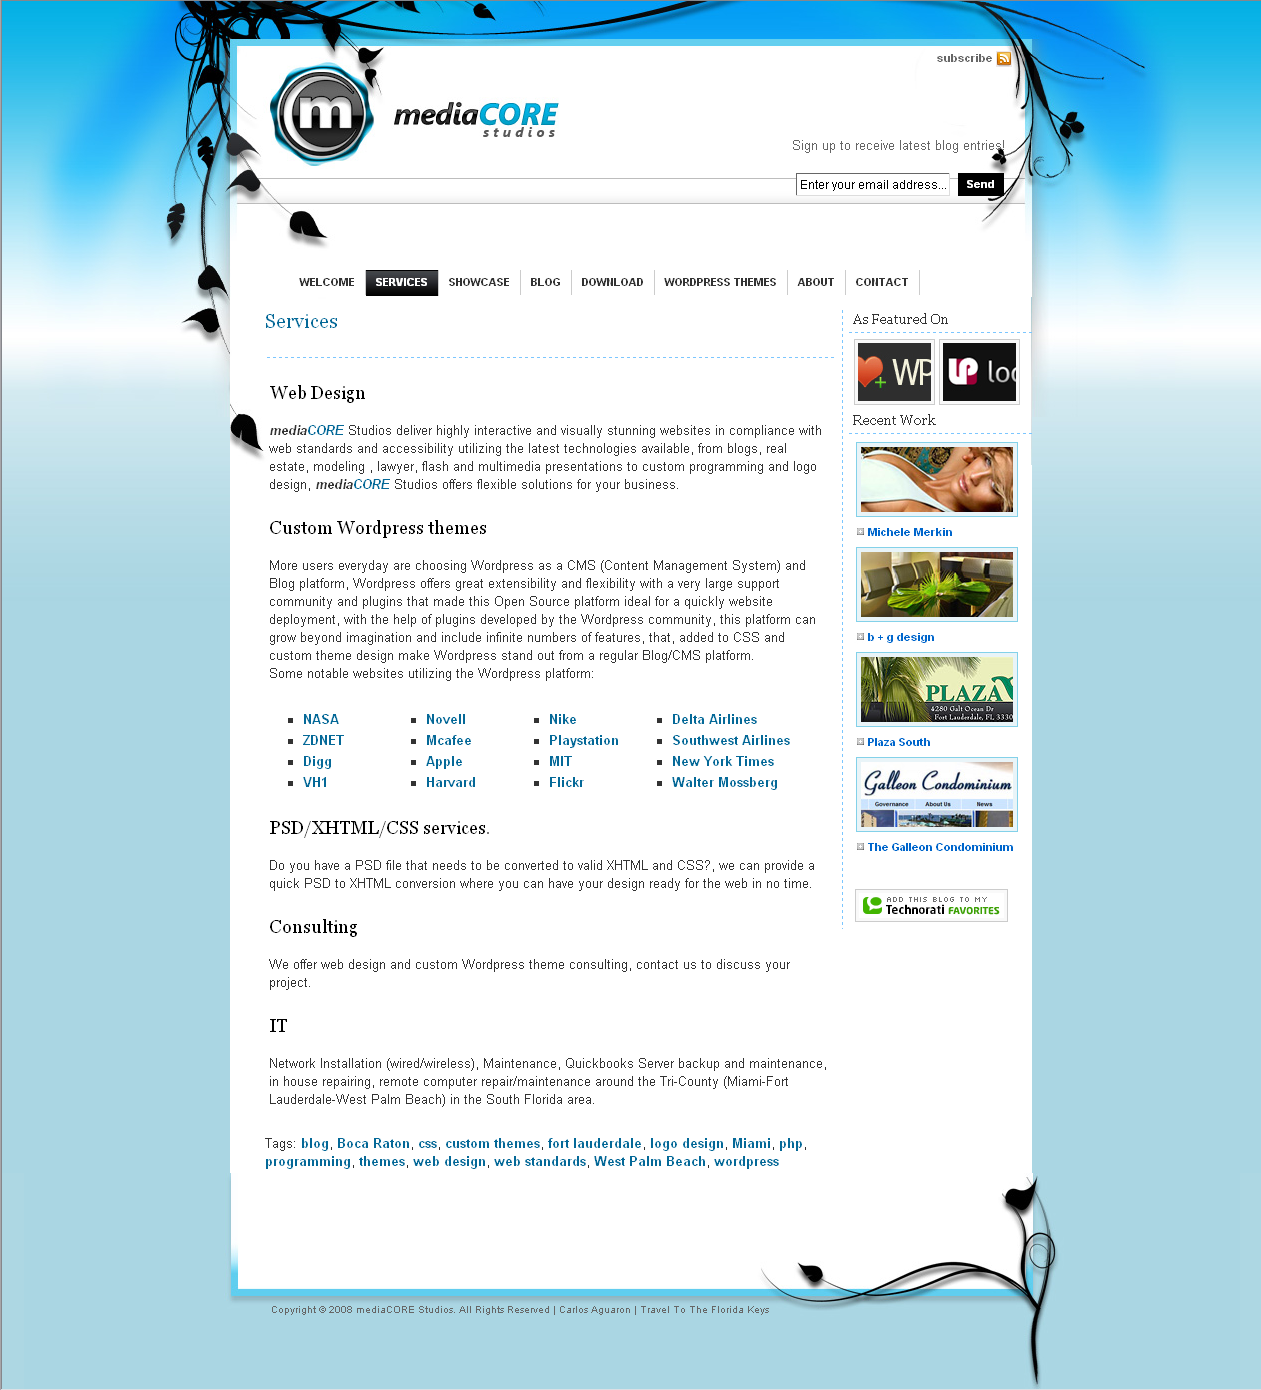 subscribe
m
mediaCORE
studios
Sign up to receive latest blog entries!
Enter your email address...
Send
WELCOME
SERVICES
SHOWCASE
BLOG
DOWNLOAD
WORDPRESS THEMES
ABOUT
CONTACT
Services
Web Design
mediaCORE Studios deliver highly interactive and visually stunning websites in compliance with
web standards and accessibility utilizing the latest technologies available, from blogs, real
estate, modeling , lawyer, flash and multimedia presentations to custom programming and logo
design, mediaCORE Studios offers flexible solutions for your business.
Custom Wordpress themes
More users everyday are choosing Wordpress as a CMS (Content Management System) and
Blog platform, Wordpress offers great extensibility and flexibility with a very large support
community and plugins that made this Open Source platform ideal for a quickly website
deployment, with the help of plugins developed by the Wordpress community, this platform can
grow beyond imagination and include infinite numbers of features, that, added to CSS and
custom theme design make Wordpress stand out from a regular Blog/CMS platform.
Some notable websites utilizing the Wordpress platform:
NASA
ZDNET
Digg
VH1
Novell
Mcafee
Apple
Harvard
Nike
Playstation
MIT
Flickr
Delta Airlines
Southwest Airlines
New York Times
Walter Mossberg
PSD/XHTML/CSS services.
Do you have a PSD file that needs to be converted to valid XHTML and CSS?, we can provide a
quick PSD to XHTML conversion where you can have your design ready for the web in no time.
Consulting
We offer web design and custom Wordpress theme consulting, contact us to discuss your
project.
IT
Network Installation (wired/wireless), Maintenance, Quickbooks Server backup and maintenance,
in house repairing, remote computer repair/maintenance around the Tri-County (Miami-Fort
Lauderdale-West Palm Beach) in the South Florida area.
Tags: blog, Boca Raton, css, custom themes, fort lauderdale, logo design, Miami, php,
programming, themes, web design, web standards, West Palm Beach, wordpress
As Featured On
WP
LP loo
Recent Work
Michele Merkin
b + g design
PLAZA
4280 Galt Ocean Dr
Fort Lauderdale, FL 3330
Plaza South
Galleon Condominium
Governance
About Us
News
The Galleon Condominium
ADD THIS BLOG TO MY
Technorati FAVORITES
Copyright © 2008 mediaCORE Studios. All Rights Reserved | Carlos Aguaron | Travel To The Florida Keys